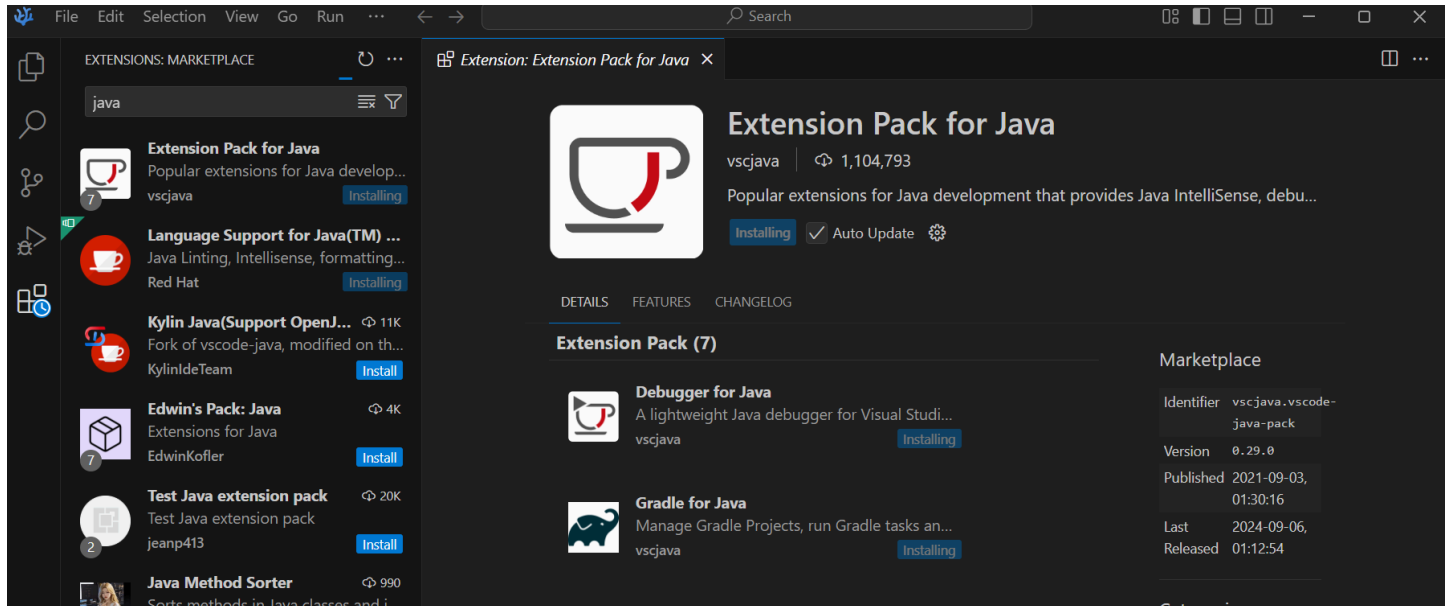 File Edit Selection View Go Run ··· Search
EXTENSIONS: MARKETPLACE
java
Extension Pack for Java
Popular extensions for Java develop...
vscjava Installing
7
Language Support for Java(TM) ...
Java Linting, Intellisense, formatting...
Red Hat Installing
Kylin Java(Support OpenJ... 11K
Fork of vscode-java, modified on th...
KylinIdeTeam Install
Edwin's Pack: Java 4K
Extensions for Java
EdwinKofler Install
7
Test Java extension pack 20K
Test Java extension pack
jeanp413 Install
2
Java Method Sorter 990
Sorts methods in Java classes and i
Extension: Extension Pack for Java
Extension Pack for Java
vscjava 1,104,793
Popular extensions for Java development that provides Java IntelliSense, debu...
Installing Auto Update
DETAILS FEATURES CHANGELOG
Extension Pack (7)
Debugger for Java
A lightweight Java debugger for Visual Studi...
vscjava Installing
Gradle for Java
Manage Gradle Projects, run Gradle tasks an...
vscjava Installing
Marketplace
Identifier vscjava.vscode-
java-pack
Version 0.29.0
Published 2021-09-03,
01:30:16
Last 2024-09-06,
Released 01:12:54